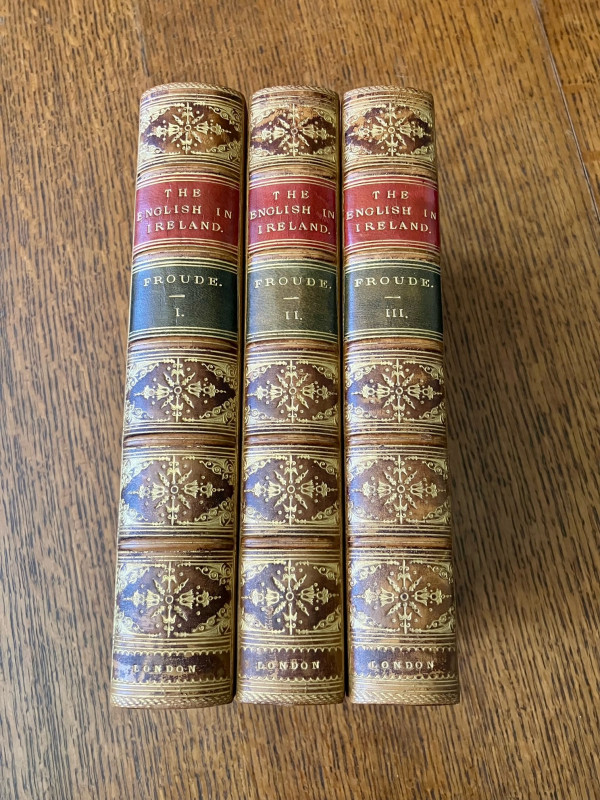 THE
ENGLISH IN
IRELAND.
FROUDE.
I.
LONDON
THE
ENGLISH IN
IRELAND.
FROUDE.
II.
LONDON
THE
ENGLISH IN
IRELAND.
FROUDE.
III.
LONDON